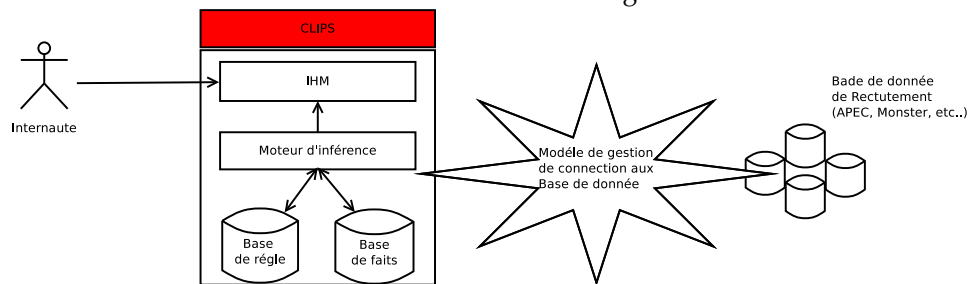 CLIPS
IHM
Internaute
Moteur d'inférence
Base
de régle
Base
de faits
Modéle de gestion
de connection aux
Base de donnée
Bade de donnée
de Rectutement
(APEC, Monster, etc..)